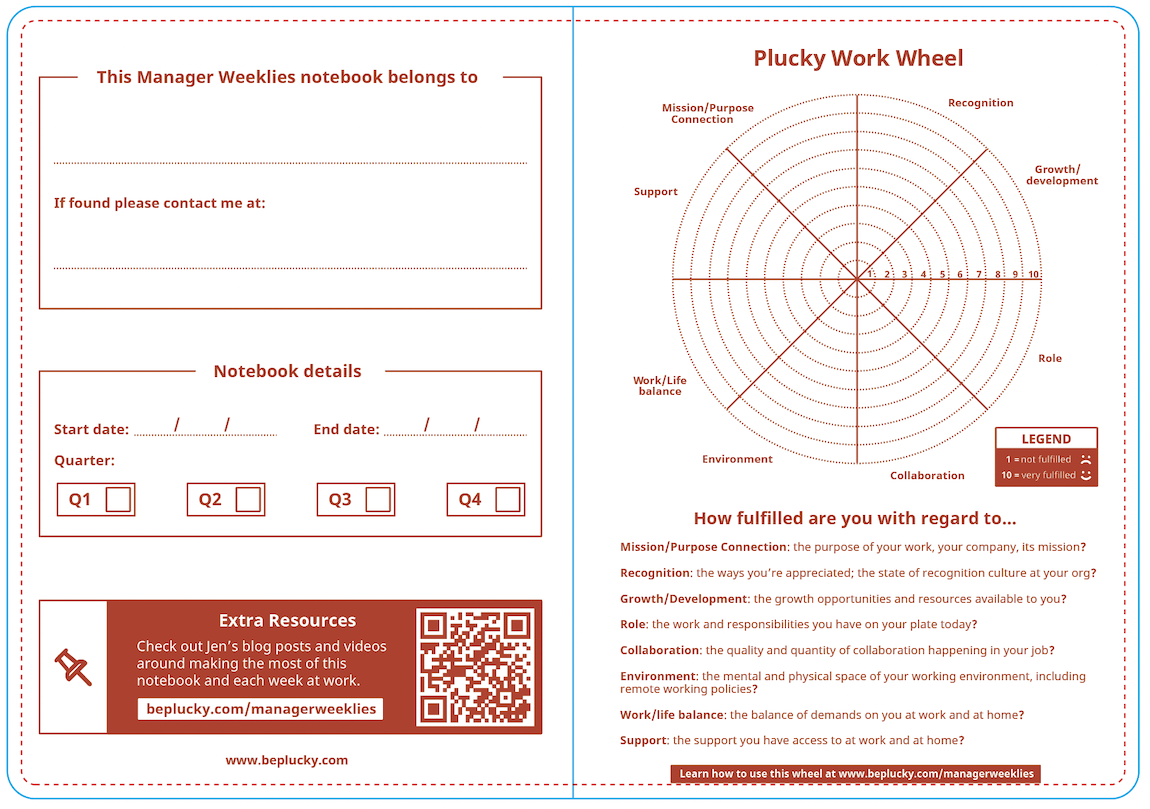 This Manager Weeklies notebook belongs to
If found please contact me at:
Notebook details
Start date: / /
End date: / /
Quarter:
Q1
Q2
Q3
Q4
Extra Resources
Check out Jen's blog posts and videos
around making the most of this
notebook and each week at work.
beplucky.com/managerweeklies
www.beplucky.com
Plucky Work Wheel
Mission/Purpose
Connection
Recognition
Growth/
development
Support
1 2 3 4 5 6 7 8 9 10
Role
Work/Life
balance
Environment
Collaboration
LEGEND
1 = not fulfilled
10 = very fulfilled
How fulfilled are you with regard to...
Mission/Purpose Connection: the purpose of your work, your company, its mission?
Recognition: the ways you're appreciated; the state of recognition culture at your org?
Growth/Development: the growth opportunities and resources available to you?
Role: the work and responsibilities you have on your plate today?
Collaboration: the quality and quantity of collaboration happening in your job?
Environment: the mental and physical space of your working environment, including
remote working policies?
Work/life balance: the balance of demands on you at work and at home?
Support: the support you have access to at work and at home?
Learn how to use this wheel at www.beplucky.com/managerweeklies